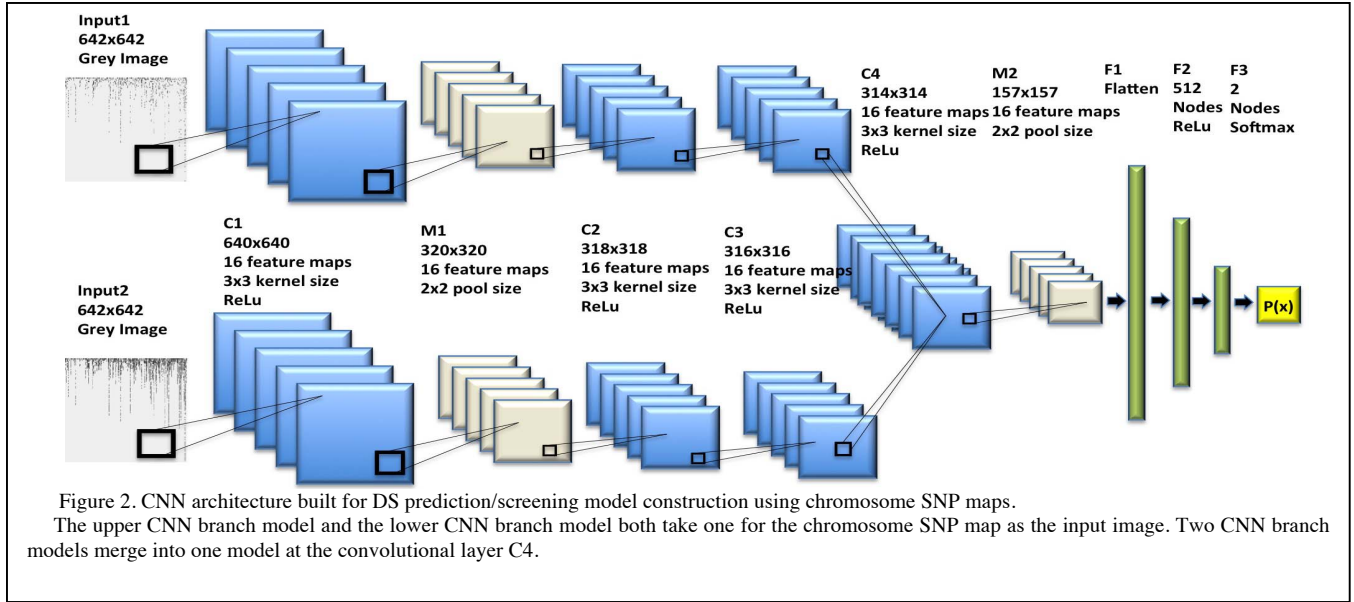 Input1
642x642
Grey Image
C4
314x314
16 feature maps
3x3 kernel size
ReLu
M2
157x157
16 feature maps
2x2 pool size
F1
Flatten
F2
512
Nodes
ReLu
F3
2
Nodes
Softmax
C1
640x640
16 feature maps
3x3 kernel size
ReLu
M1
320x320
16 feature maps
2x2 pool size
C2
318x318
16 feature maps
3x3 kernel size
ReLu
C3
316x316
16 feature maps
3x3 kernel size
ReLu
P(x)
Input2
642x642
Grey Image
Figure 2. CNN architecture built for DS prediction/screening model construction using chromosome SNP maps.
The upper CNN branch model and the lower CNN branch model both take one for the chromosome SNP map as the input image. Two CNN branch
models merge into one model at the convolutional layer C4.